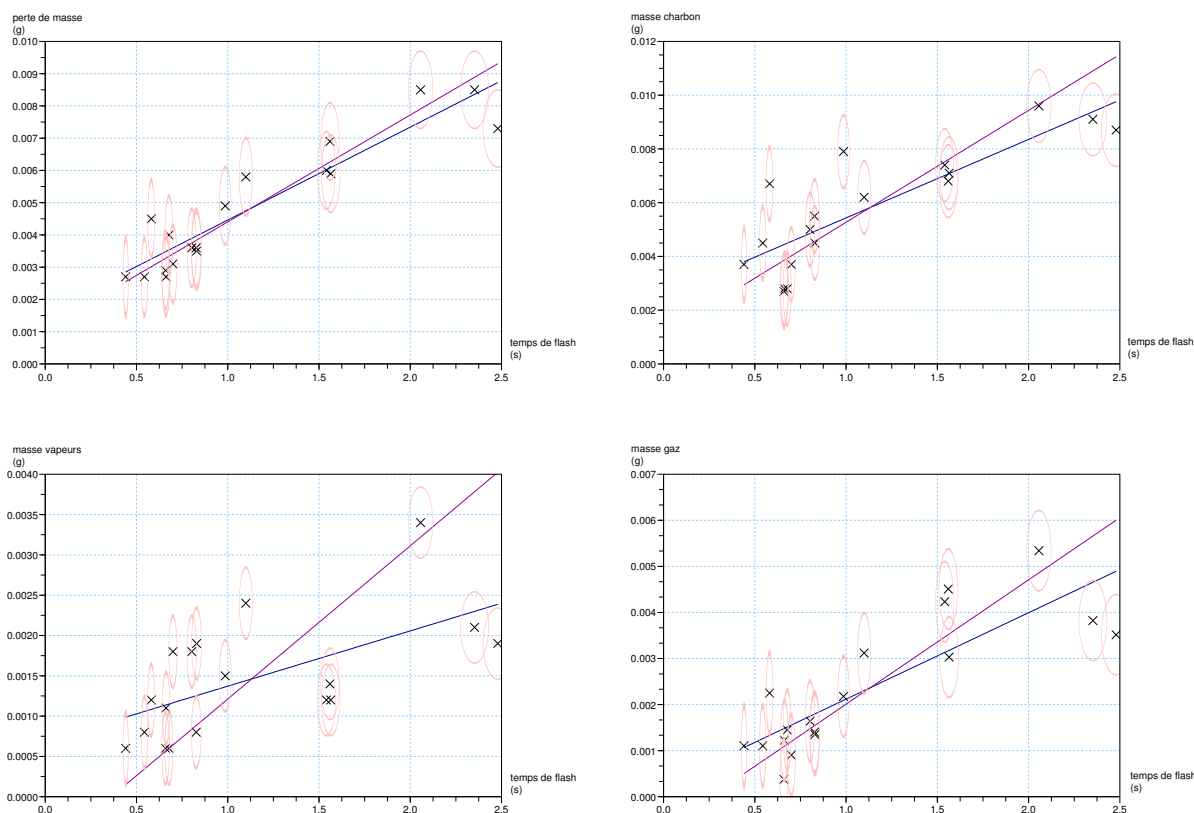 perte de masse
(g)
0.010
0.009
0.008
0.007
0.006
0.005
0.004
0.003
0.002
0.001
0.000
0.0 0.5 1.0 1.5 2.0 2.5
temps de flash
(s)
masse charbon
(g)
0.012
0.010
0.008
0.006
0.004
0.002
0.000
0.0 0.5 1.0 1.5 2.0 2.5
temps de flash
(s)
masse vapeurs
(g)
0.0040
0.0035
0.0030
0.0025
0.0020
0.0015
0.0010
0.0005
0.0000
0.0 0.5 1.0 1.5 2.0 2.5
temps de flash
(s)
masse gaz
(g)
0.007
0.006
0.005
0.004
0.003
0.002
0.001
0.000
0.0 0.5 1.0 1.5 2.0 2.5
temps de flash
(s)